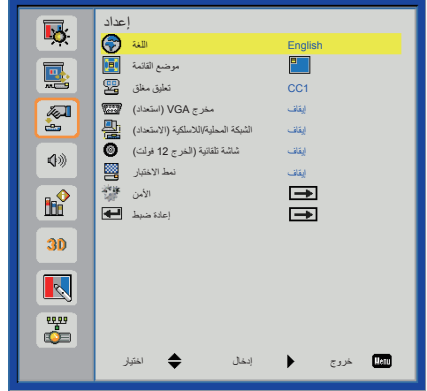 إعداد
اللغة English
موضع القائمة
تعليق مغلق CC1
مخرج VGA (استعداد) إيقاف
الشبكة المحلية/اللاسلكية (الاستعداد) إيقاف
شاشة تلقائية (الخرج 12 فولت) إيقاف
نمط الاختبار إيقاف
الأمن
إعادة ضبط
3D
اختيار إدخال خروج Menu